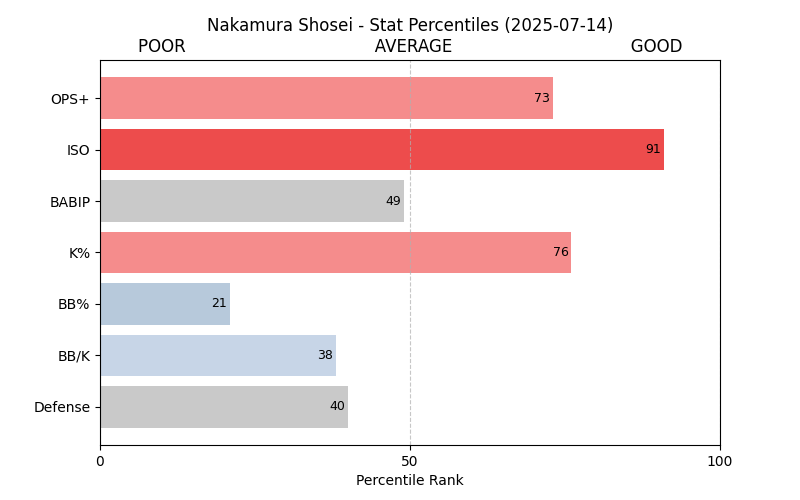 Nakamura Shosei - Stat Percentiles (2025-07-14)
POOR AVERAGE GOOD
OPS+ 73
ISO 91
BABIP 49
K% 76
BB% 21
BB/K 38
Defense 40
0 50 100
Percentile Rank